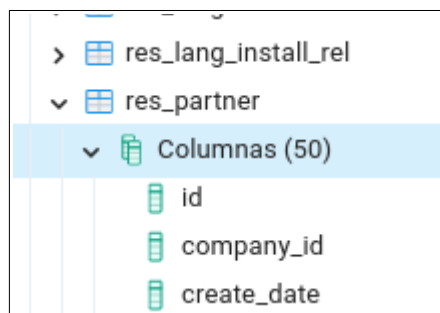 res_lang_install_rel
res_partner
Columnas (50)
id
company_id
create_date